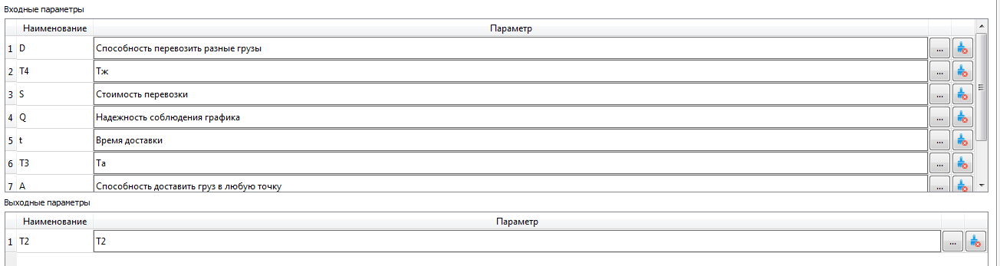 Входные параметры
Наименование Параметр
1 D Способность перевозить разные грузы ...
2 T4 Тж ...
3 S Стоимость перевозки ...
4 Q Надежность соблюдения графика ...
5 t Время доставки ...
6 T3 Та ...
7 A Способность доставить груз в любую точку ...
Выходные параметры
Наименование Параметр
1 T2 T2 ...